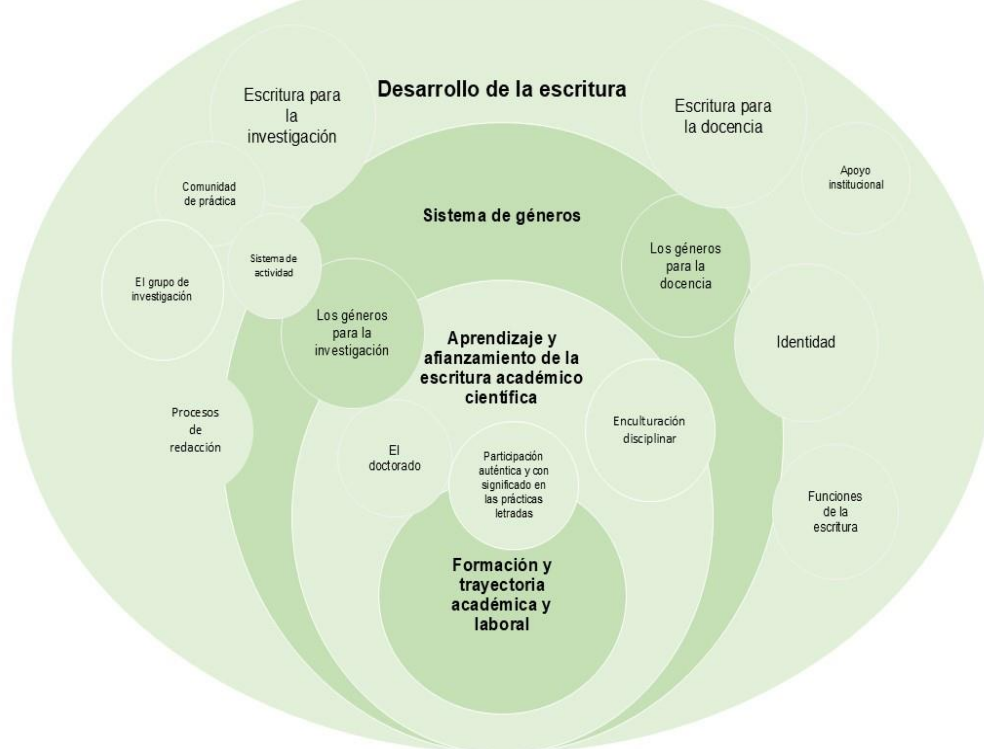 Desarrollo de la escritura
Escritura para
la
investigación
Escritura para
la docencia
Comunidad
de práctica
Apoyo
institucional
Sistema de géneros
Sistema de
actividad
Los géneros
para la
docencia
El grupo de
investigación
Los géneros
para la
investigación
Identidad
Aprendizaje y
afianzamiento de la
escritura académico
científica
Procesos
de
redacción
Enculturación
disciplinar
El
doctorado
Participación
auténtica y con
significado en
las prácticas
letradas
Funciones
de la
escritura
Formación y
trayectoria
académica y
laboral